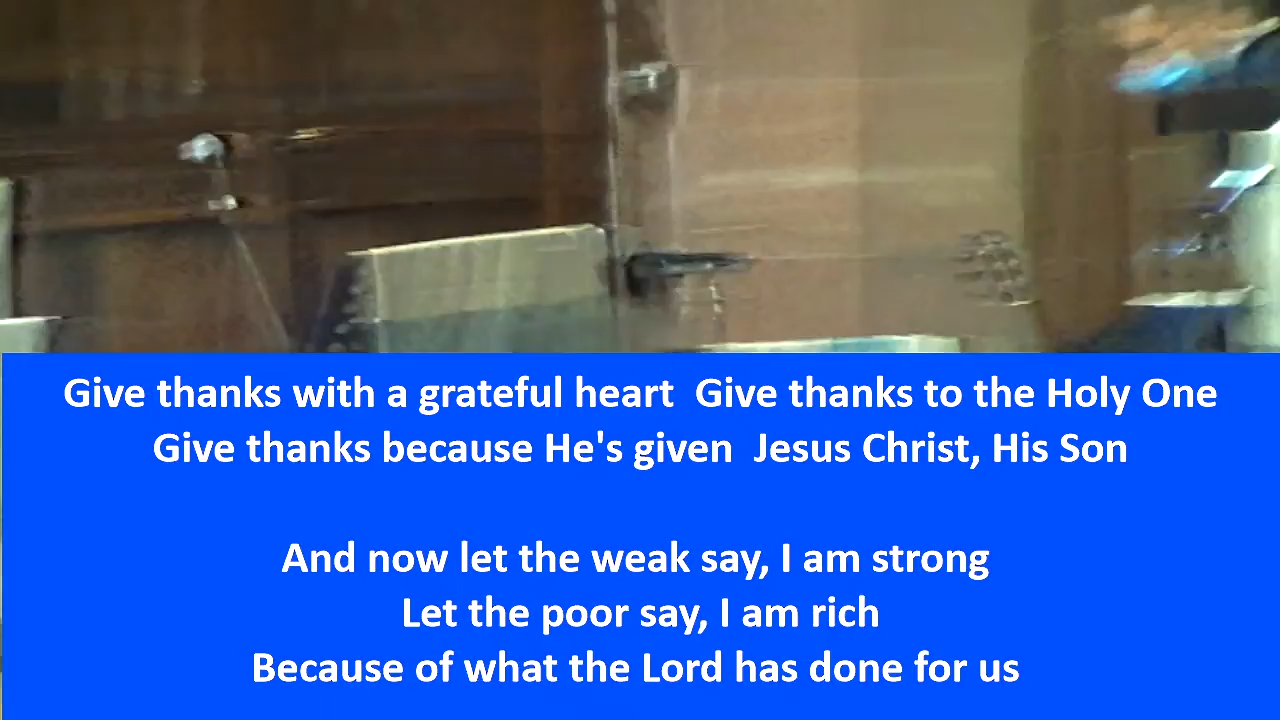 Give thanks with a grateful heart  Give thanks to the Holy One
Give thanks because He's given  Jesus Christ, His Son
And now let the weak say, I am strong
Let the poor say, I am rich
Because of what the Lord has done for us